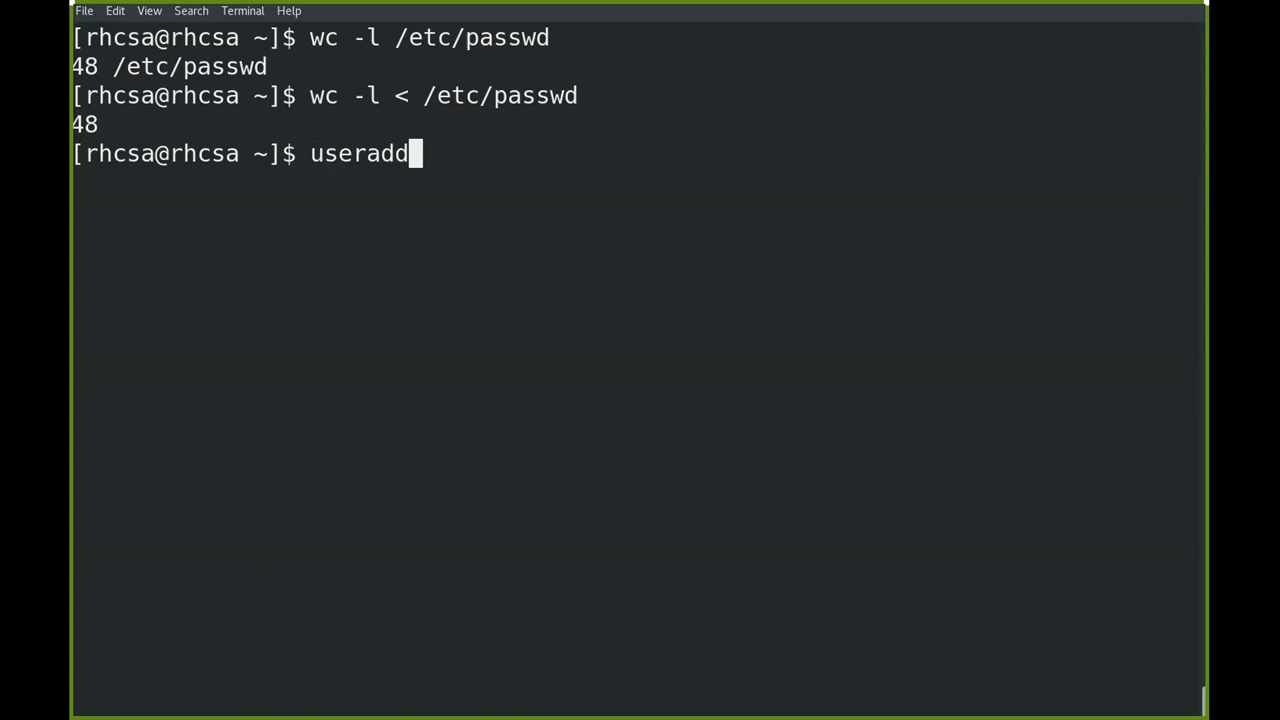 File Edit View Search Terminal Help
[rhcsa@rhcsa ~]$ wc -l /etc/passwd
48 /etc/passwd
[rhcsa@rhcsa ~]$ wc -l < /etc/passwd
48
[rhcsa@rhcsa ~]$ useradd